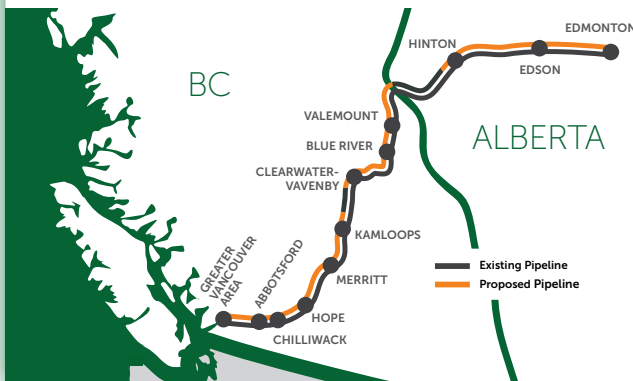 EDMONTON
HINTON
EDSON
BC
ALBERTA
VALEMOUNT
BLUE RIVER
CLEARWATER-
VAVENBY
KAMLOOPS
MERRITT
HOPE
CHILLIWACK
ABBOTSFORD
GREATER
VANCOUVER
AREA
Existing Pipeline
Proposed Pipeline